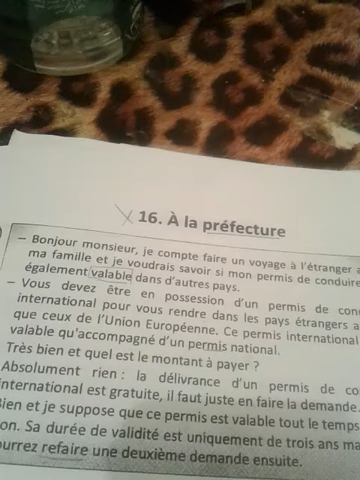 16. À la préfecture
– Bonjour monsieur, je compte faire un voyage à l'étranger
ma famille et je voudrais savoir si mon permis de conduire
également valable dans d'autres pays.
– Vous devez être en possession d'un permis de
international pour vous rendre dans les pays étrangers
que ceux de l'Union Européenne. Ce permis international
valable qu'accompagné d'un permis national.
Très bien et quel est le montant à payer ?
Absolument rien : la délivrance d'un permis de
international est gratuite, il faut juste en faire la demande.
Bien et je suppose que ce permis est valable tout le temps
on. Sa durée de validité est uniquement de trois ans
refaire une deuxième demande ensuite.